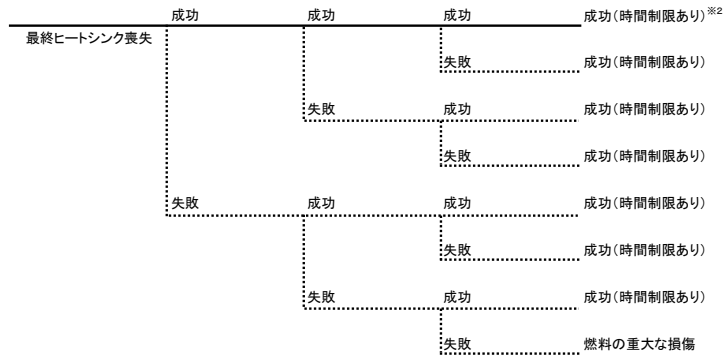 成功 成功 成功 成功(時間制限あり)※2
最終ヒートシンク喪失
失敗 成功(時間制限あり)
失敗 成功 成功(時間制限あり)
失敗 成功(時間制限あり)
失敗 成功 成功 成功(時間制限あり)
失敗 成功(時間制限あり)
失敗 成功 成功(時間制限あり)
失敗 燃料の重大な損傷